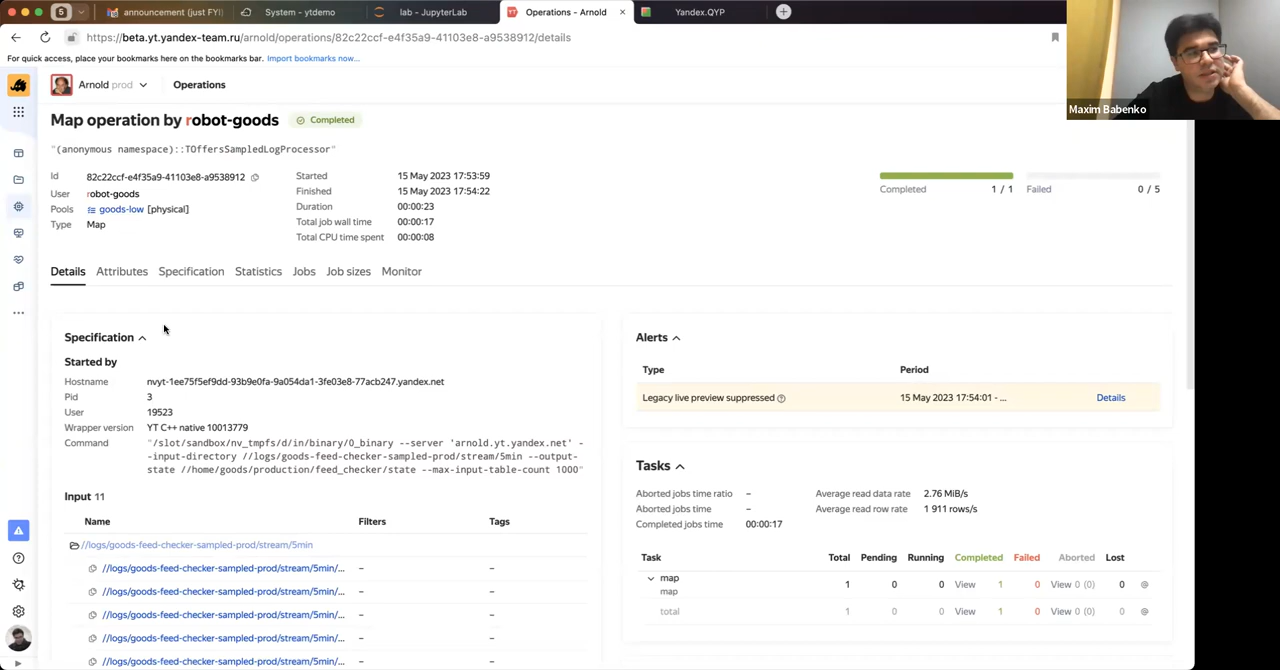 5
announcement (just FYI
System - ytdemo
lab - JupyterLab
Operations - Arnold
Yandex.QYP
https://beta.yt.yandex-team.ru/arnold/operations/82c22ccf-e4f35a9-41103e8-a9538912/details
For quick access, place your bookmarks here on the bookmarks bar. Import bookmarks now...
Maxim Babenko
Arnold prod
Operations
Map operation by robot-goods
Completed
"(anonymous namespace)::TOffersSampledLogProcessor"
Id 82c22ccf-e4f35a9-41103e8-a9538912
User robot-goods
Pools goods-low [physical]
Type Map
Started 15 May 2023 17:53:59
Finished 15 May 2023 17:54:22
Duration 00:00:23
Total job wall time 00:00:17
Total CPU time spent 00:00:08
Completed 1 / 1
Failed 0 / 5
Details Attributes Specification Statistics Jobs Job sizes Monitor
Specification
Started by
Hostname nvyt-1ee75f5ef9dd-93b9e0fa-9a054da1-3fe03e8-77acb247.yandex.net
Pid 3
User 19523
Wrapper version YT C++ native 10013779
Command "/slot/sandbox/nv_tmpfs/d/in/binary/0_binary --server 'arnold.yt.yandex.net' -
-input-directory //logs/goods-feed-checker-sampled-prod/stream/5min --output-
state //home/goods/production/feed_checker/state --max-input-table-count 1000"
Input 11
Name Filters Tags
//logs/goods-feed-checker-sampled-prod/stream/5min
//logs/goods-feed-checker-sampled-prod/stream/5min/... – –
//logs/goods-feed-checker-sampled-prod/stream/5min/... – –
//logs/goods-feed-checker-sampled-prod/stream/5min/... – –
//logs/goods-feed-checker-sampled-prod/stream/5min/... – –
//logs/goods-feed-checker-sampled-prod/stream/5min/... – –
Alerts
Type Period
Legacy live preview suppressed 15 May 2023 17:54:01 - ... Details
Tasks
Aborted jobs time ratio –
Aborted jobs time –
Completed jobs time 00:00:17
Average read data rate 2.76 MiB/s
Average read row rate 1 911 rows/s
Task Total Pending Running Completed Failed Aborted Lost
map
map 1 0 0 View 1 0 View 0 (0) 0 @
total 1 0 0 View 1 0 View 0 (0) 0 @